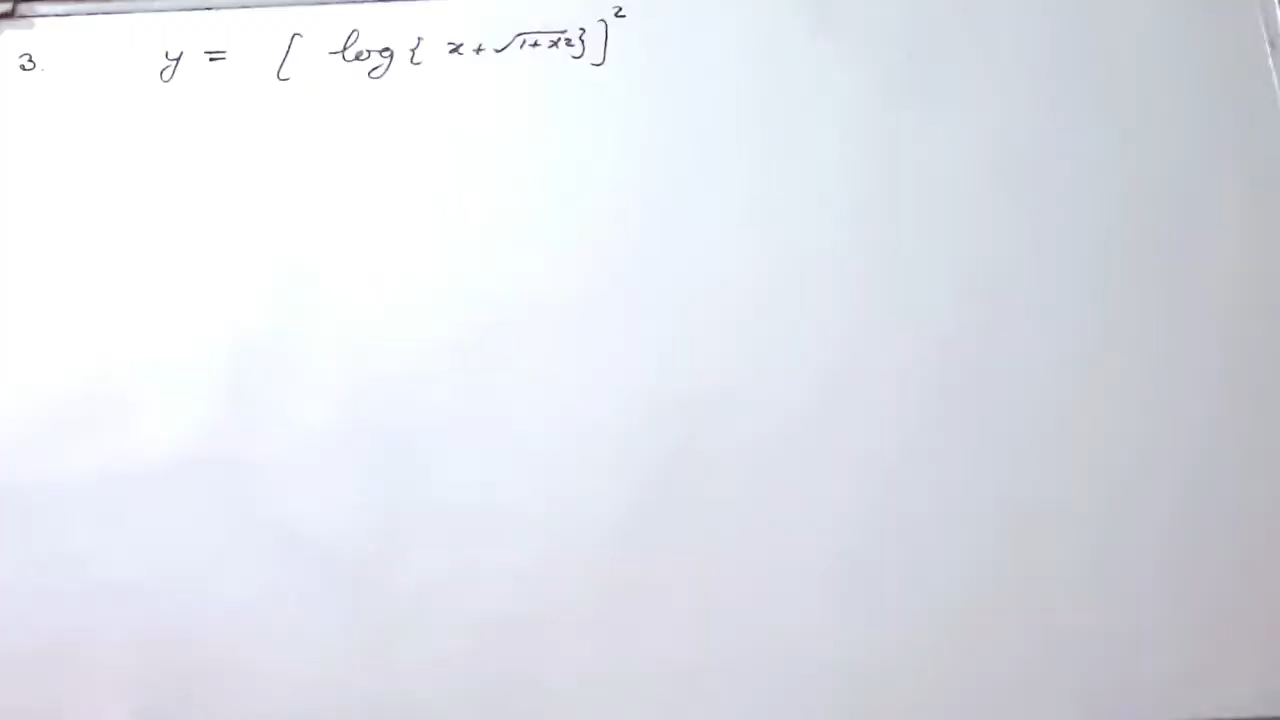 3. y = [ log{ x + √1+x2}]²